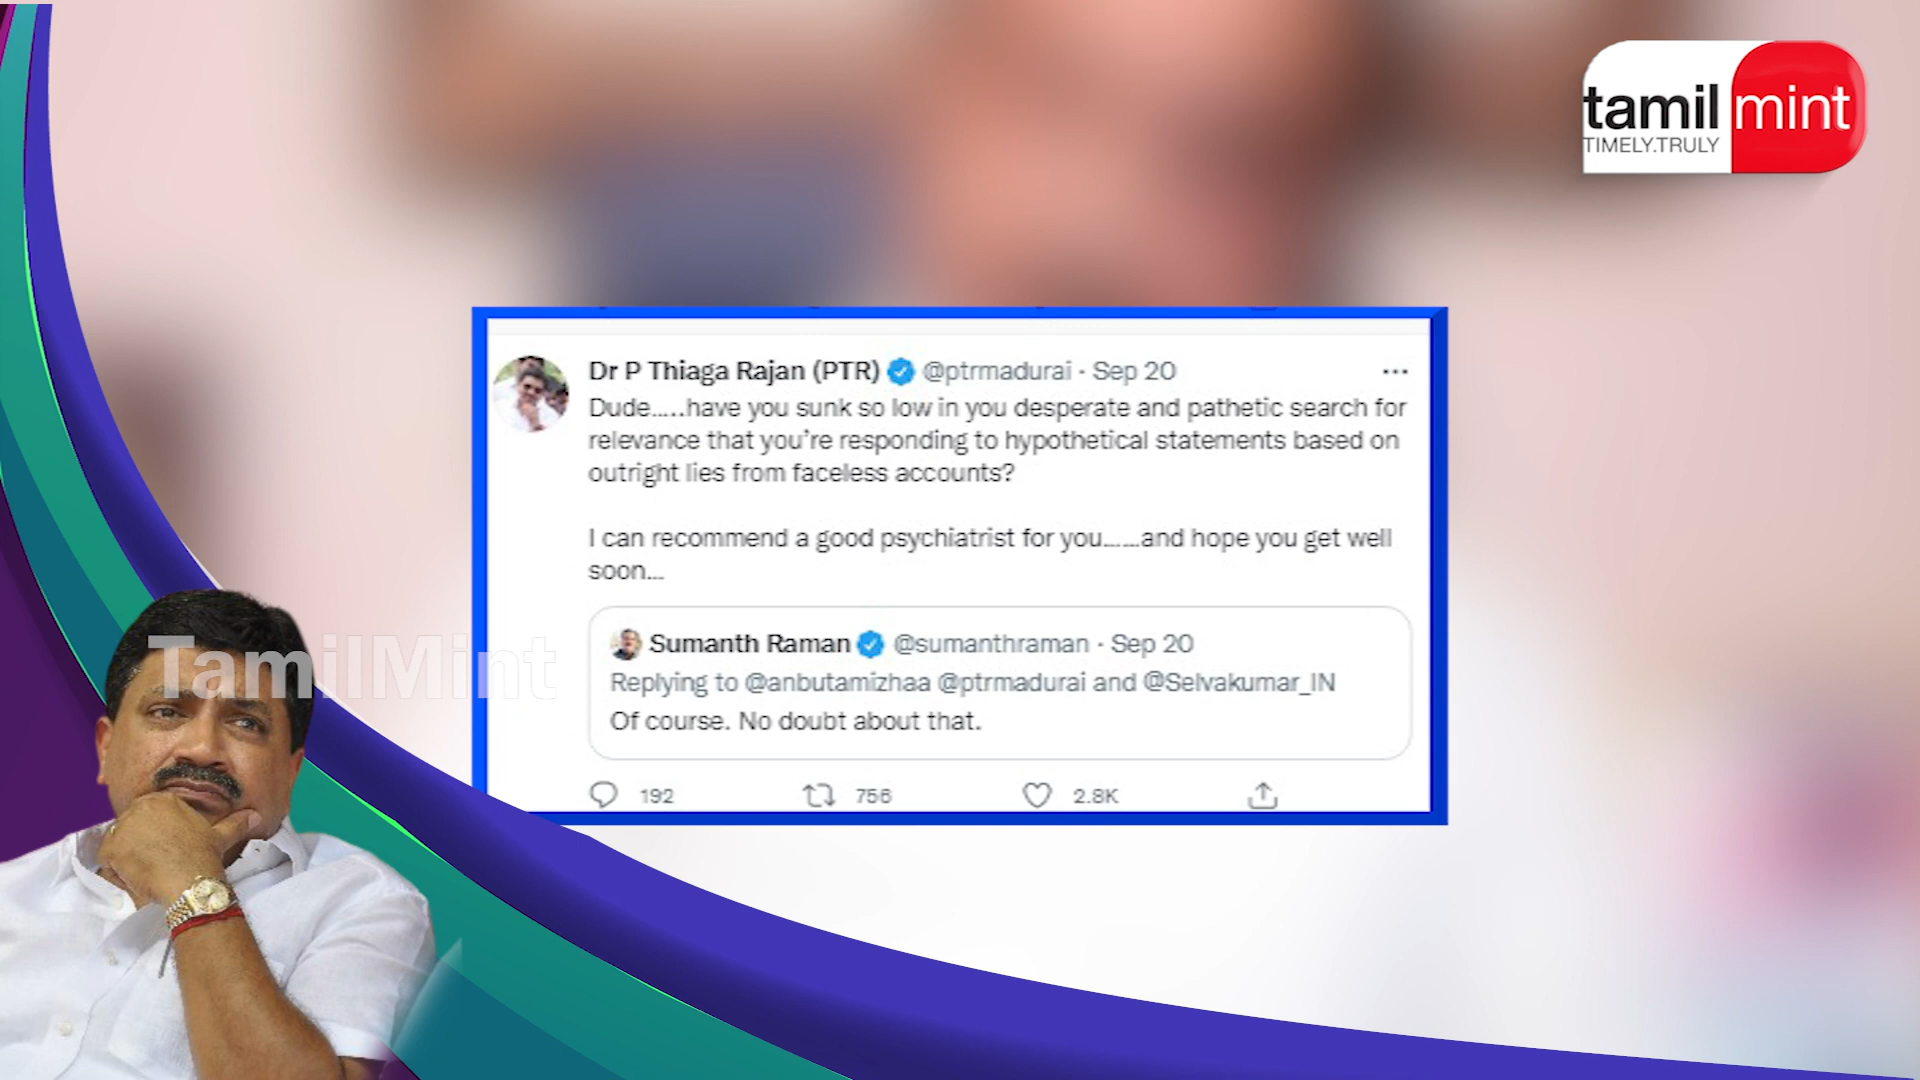 tamil mint
TIMELY.TRULY
Dr P Thiaga Rajan (PTR) @ptrmadurai · Sep 20
Dude.....have you sunk so low in you desperate and pathetic search for
relevance that you're responding to hypothetical statements based on
outright lies from faceless accounts?
I can recommend a good psychiatrist for you......and hope you get well
soon...
Sumanth Raman @sumanthraman · Sep 20
Replying to @anbutamizhaa @ptrmadurai and @Selvakumar_IN
Of course. No doubt about that.
192 756 2.8K
TamilMint